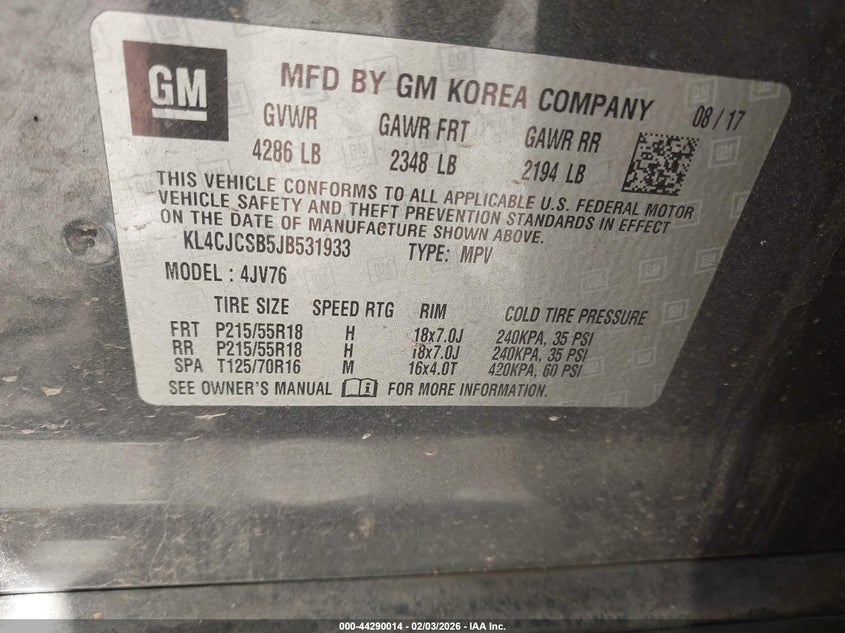 GM
MFD BY GM KOREA COMPANY 08 / 17
GVWR GAWR FRT GAWR RR
4286 LB 2348 LB 2194 LB
THIS VEHICLE CONFORMS TO ALL APPLICABLE U.S. FEDERAL MOTOR
VEHICLE SAFETY AND THEFT PREVENTION STANDARDS IN EFFECT
ON THE DATE OF MANUFACTURE SHOWN ABOVE.
KL4CJCSB5JB531933 TYPE: MPV
MODEL : 4JV76
TIRE SIZE SPEED RTG RIM COLD TIRE PRESSURE
FRT P215/55R18 H 18x7.0J 240KPA, 35 PSI
RR P215/55R18 H 18x7.0J 240KPA, 35 PSI
SPA T125/70R16 M 16x4.0T 420KPA, 60 PSI
SEE OWNER'S MANUAL FOR MORE INFORMATION.
000-44290014 - 02/03/2026 - IAA Inc.